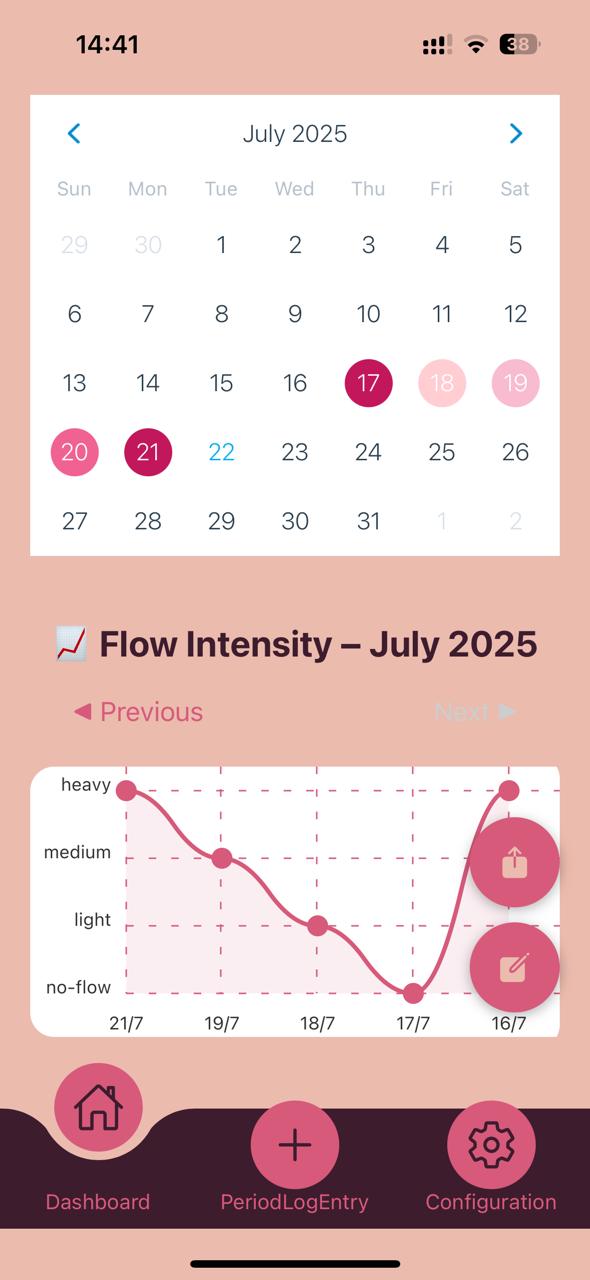 14:41
38
July 2025
Sun Mon Tue Wed Thu Fri Sat
29 30 1 2 3 4 5
6 7 8 9 10 11 12
13 14 15 16 17 18 19
20 21 22 23 24 25 26
27 28 29 30 31 1 2
📈 Flow Intensity – July 2025
◀ Previous Next ▶
heavy
medium
light
no-flow
21/7 19/7 18/7 17/7 16/7
Dashboard PeriodLogEntry Configuration